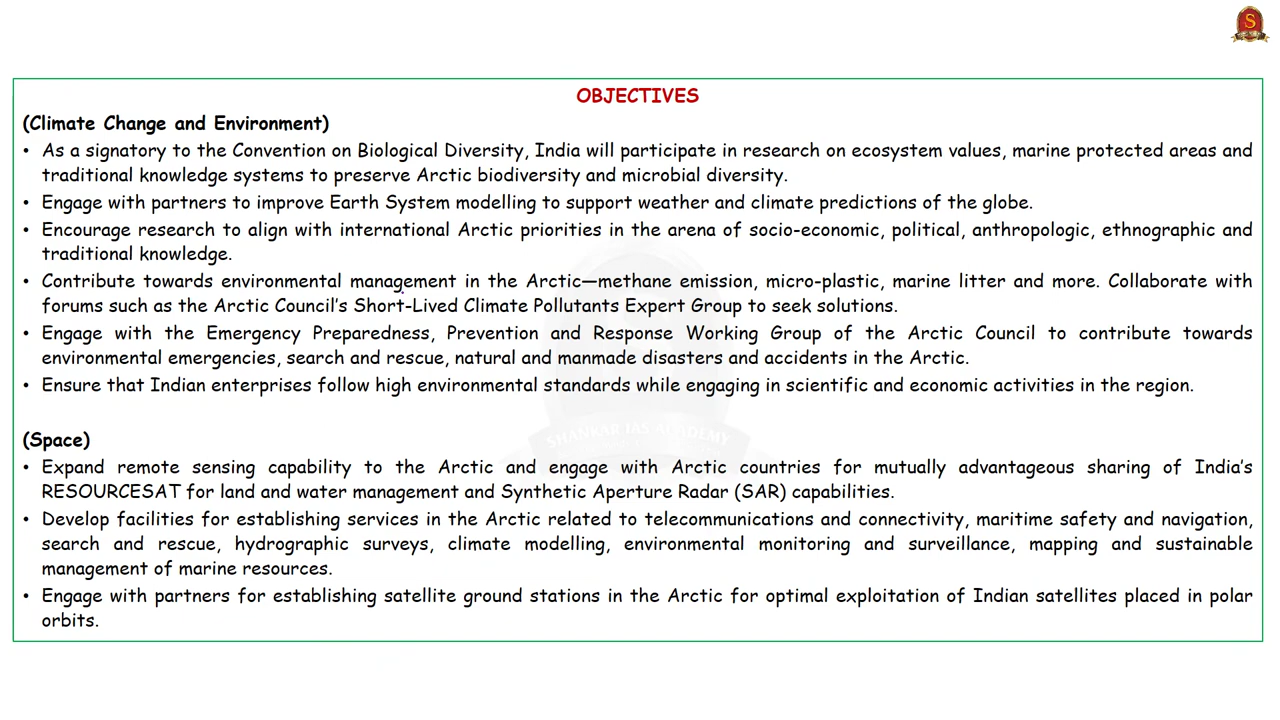 S
OBJECTIVES
(Climate Change and Environment)
• As a signatory to the Convention on Biological Diversity, India will participate in research on ecosystem values, marine protected areas and
traditional knowledge systems to preserve Arctic biodiversity and microbial diversity.
• Engage with partners to improve Earth System modelling to support weather and climate predictions of the globe.
• Encourage research to align with international Arctic priorities in the arena of socio-economic, political, anthropologic, ethnographic and
traditional knowledge.
• Contribute towards environmental management in the Arctic—methane emission, micro-plastic, marine litter and more. Collaborate with
forums such as the Arctic Council's Short-Lived Climate Pollutants Expert Group to seek solutions.
• Engage with the Emergency Preparedness, Prevention and Response Working Group of the Arctic Council to contribute towards
environmental emergencies, search and rescue, natural and manmade disasters and accidents in the Arctic.
• Ensure that Indian enterprises follow high environmental standards while engaging in scientific and economic activities in the region.
SHANKAR IAS ACADEMY
(Space)
• Expand remote sensing capability to the Arctic and engage with Arctic countries for mutually advantageous sharing of India's
RESOURCESAT for land and water management and Synthetic Aperture Radar (SAR) capabilities.
• Develop facilities for establishing services in the Arctic related to telecommunications and connectivity, maritime safety and navigation,
search and rescue, hydrographic surveys, climate modelling, environmental monitoring and surveillance, mapping and sustainable
management of marine resources.
• Engage with partners for establishing satellite ground stations in the Arctic for optimal exploitation of Indian satellites placed in polar
orbits.